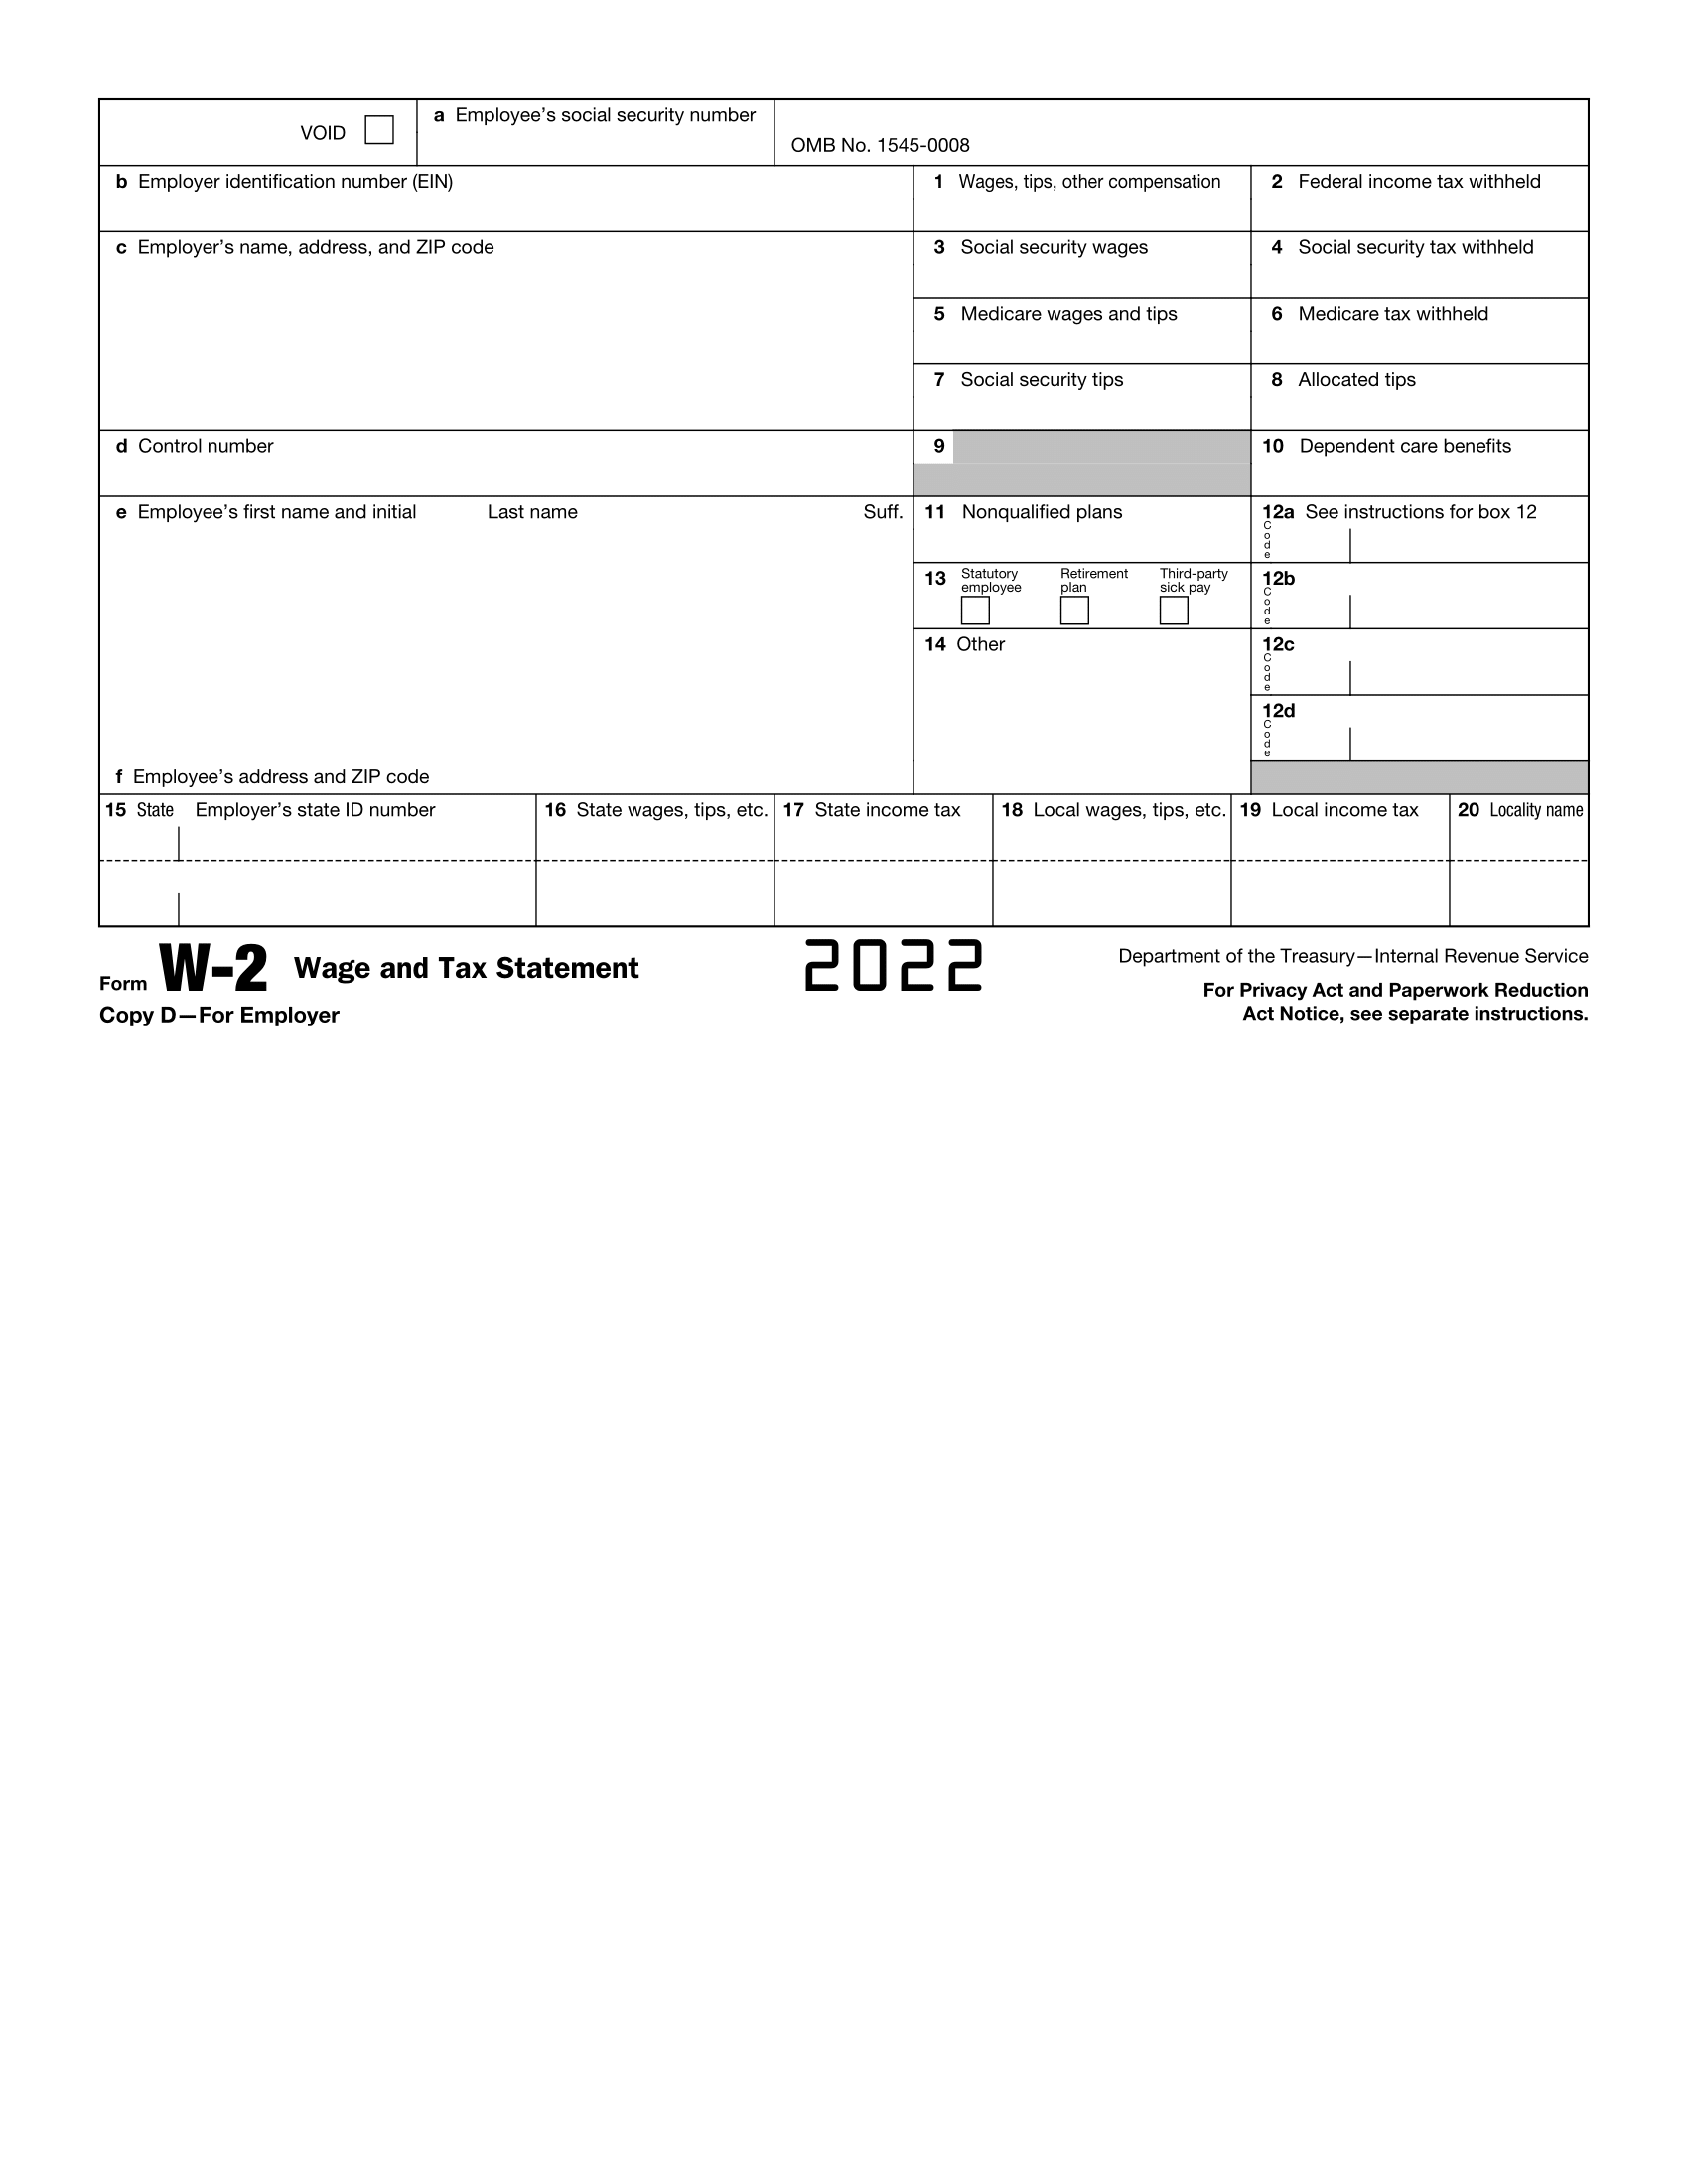 VOID
a Employee's social security number
OMB No. 1545-0008
b Employer identification number (EIN)
1 Wages, tips, other compensation
2 Federal income tax withheld
c Employer's name, address, and ZIP code
3 Social security wages
4 Social security tax withheld
5 Medicare wages and tips
6 Medicare tax withheld
7 Social security tips
8 Allocated tips
d Control number
9
10 Dependent care benefits
e Employee's first name and initial
Last name
Suff.
11 Nonqualified plans
12a See instructions for box 12
Code
13 Statutory employee
Retirement plan
Third-party sick pay
12b
Code
14 Other
12c
Code
12d
Code
f Employee's address and ZIP code
15 State
Employer's state ID number
16 State wages, tips, etc.
17 State income tax
18 Local wages, tips, etc.
19 Local income tax
20 Locality name
Form W-2 Wage and Tax Statement
2022
Department of the Treasury—Internal Revenue Service
For Privacy Act and Paperwork Reduction
Act Notice, see separate instructions.
Copy D—For Employer